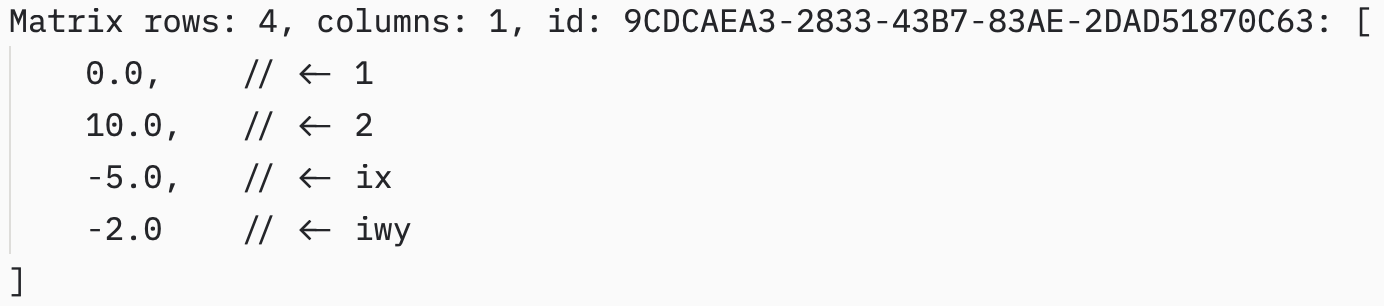 Matrix rows: 4, columns: 1, id: 9CDCAEA3-2833-43B7-83AE-2DAD51870C63: [
0.0, // ← 1
10.0, // ← 2
-5.0, // ← ix
-2.0 // ← iwy
]